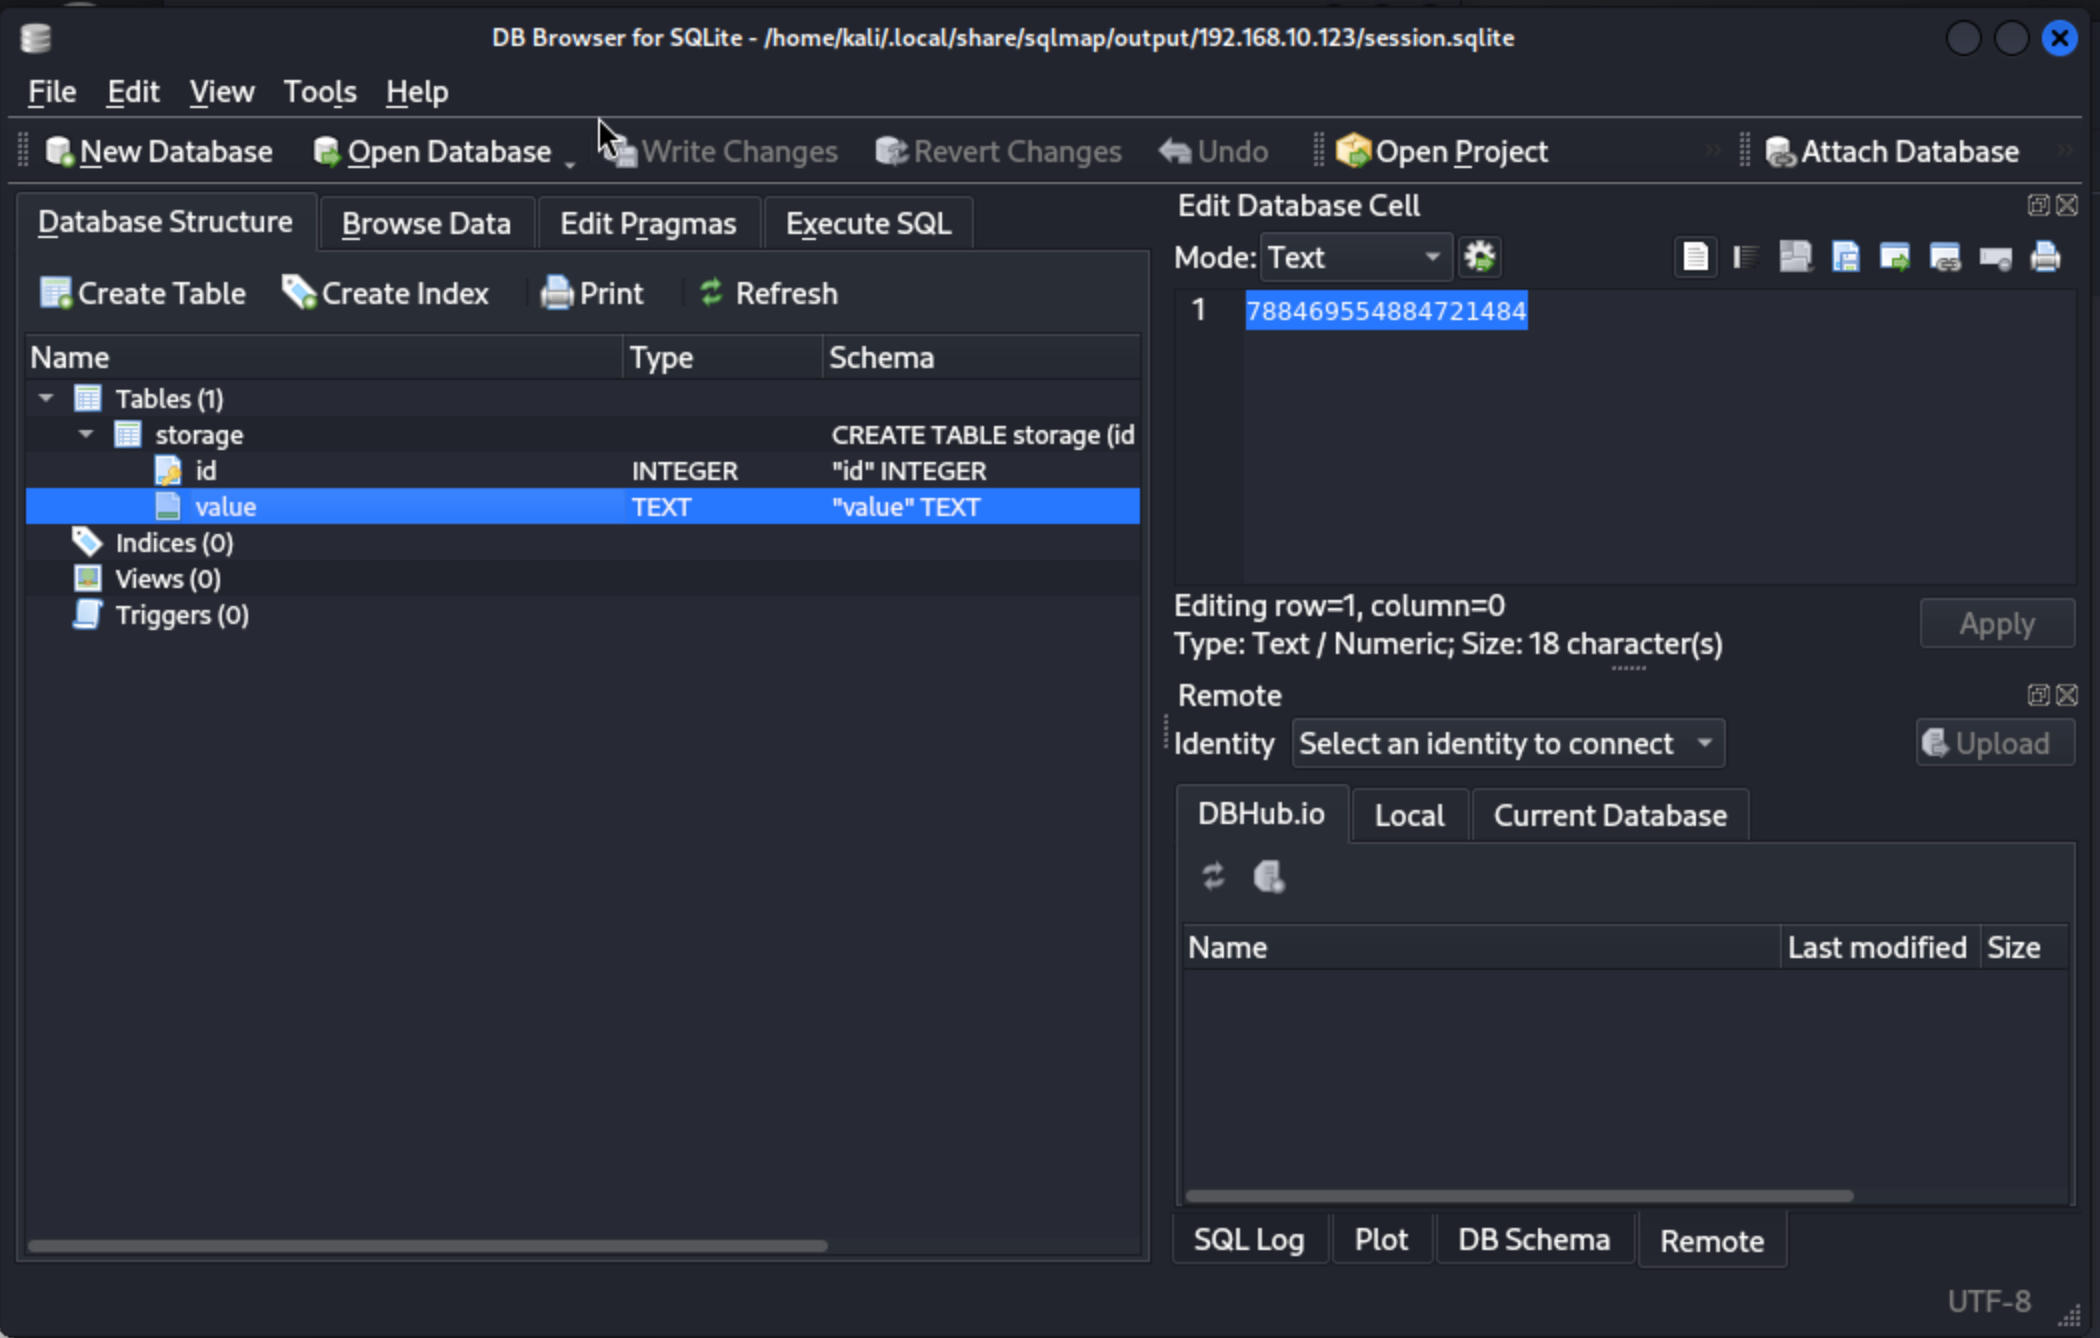 DB Browser for SQLite - /home/kali/.local/share/sqlmap/output/192.168.10.123/session.sqlite
File Edit View Tools Help
New Database Open Database Write Changes Revert Changes Undo Open Project Attach Database
Database Structure Browse Data Edit Pragmas Execute SQL
Create Table Create Index Print Refresh
Name Type Schema
Tables (1)
storage CREATE TABLE storage (id
id INTEGER "id" INTEGER
value TEXT "value" TEXT
Indices (0)
Views (0)
Triggers (0)
Edit Database Cell
Mode: Text
1 788469554884721484
Editing row=1, column=0
Type: Text / Numeric; Size: 18 character(s)
Apply
Remote
Identity Select an identity to connect Upload
DBHub.io Local Current Database
Name Last modified Size
SQL Log Plot DB Schema Remote
UTF-8